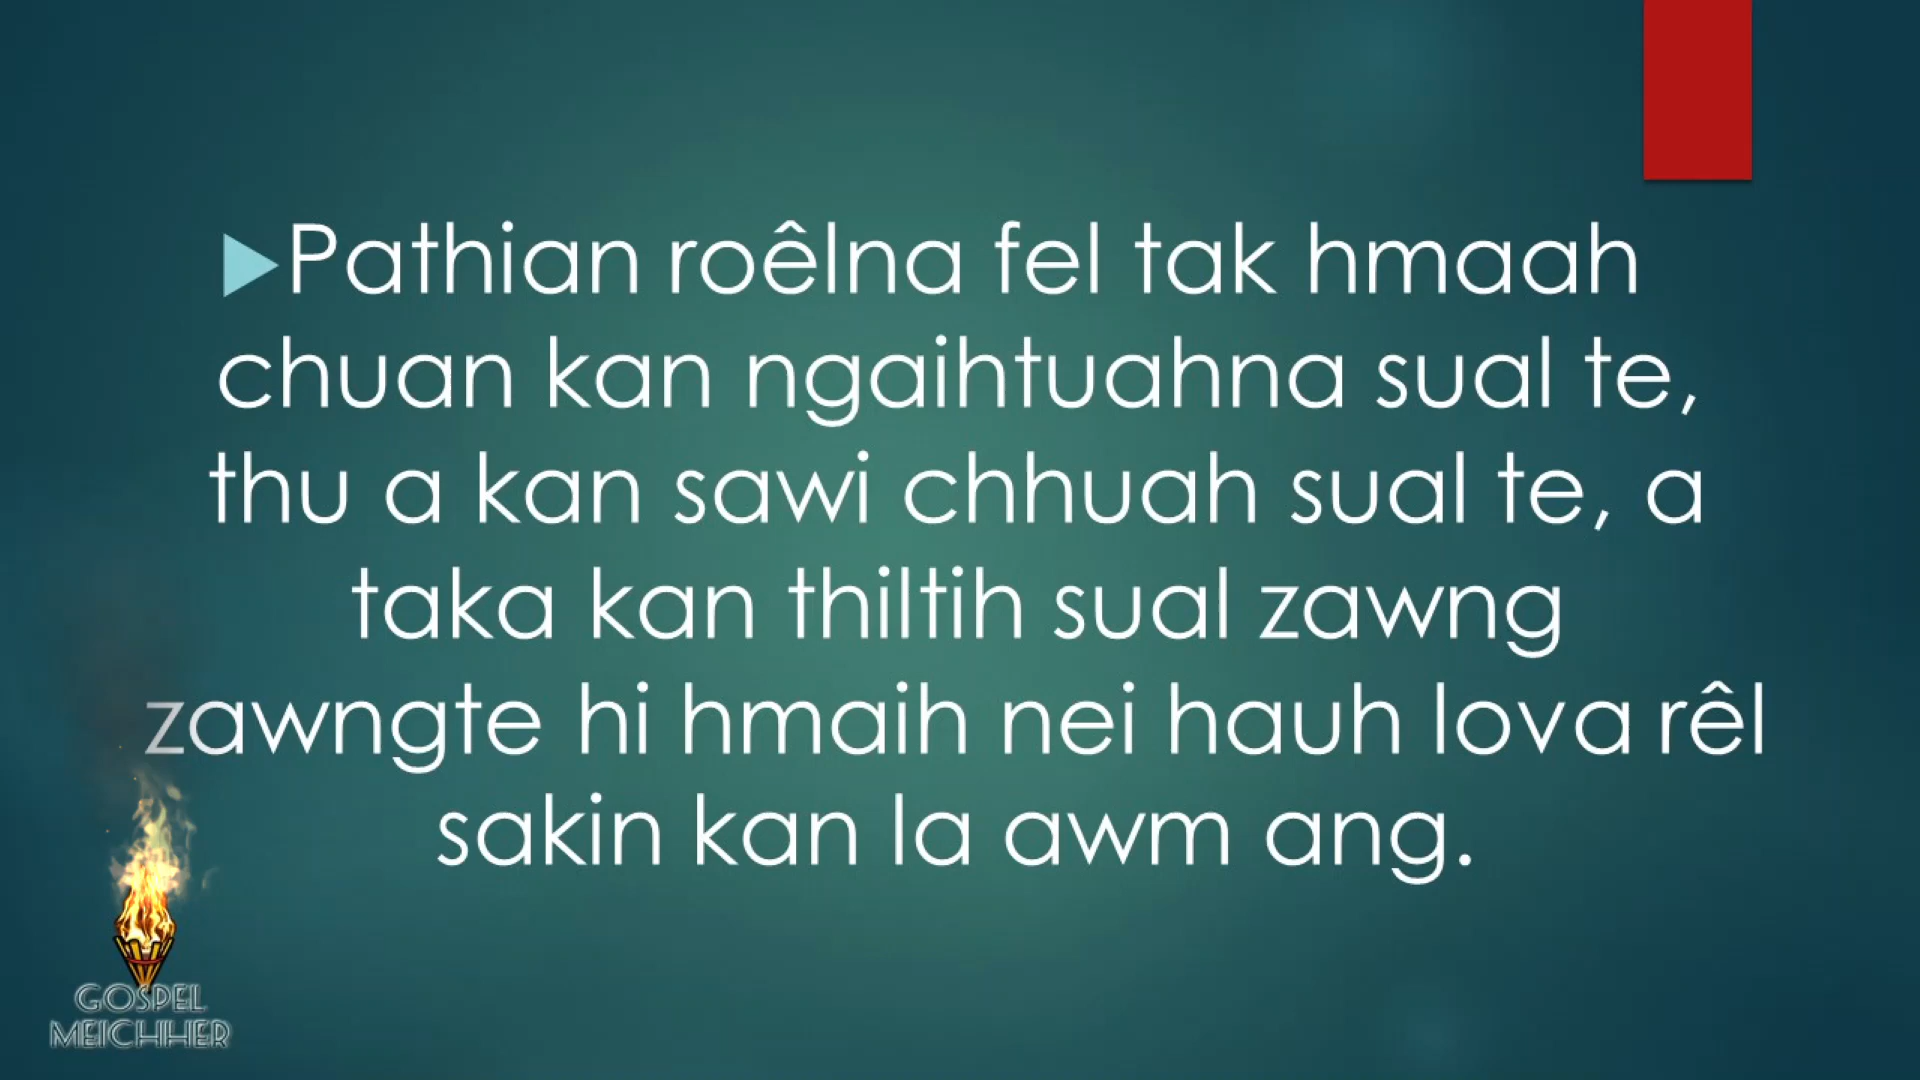 Pathian roêlna fel tak hmaah
chuan kan ngaihtuahna sual te,
thu a kan sawi chhuah sual te, a
taka kan thiltih sual zawng
zawngte hi hmaih nei hauh lova rêl
sakin kan la awm ang.
GOSPEL
MEICHHER